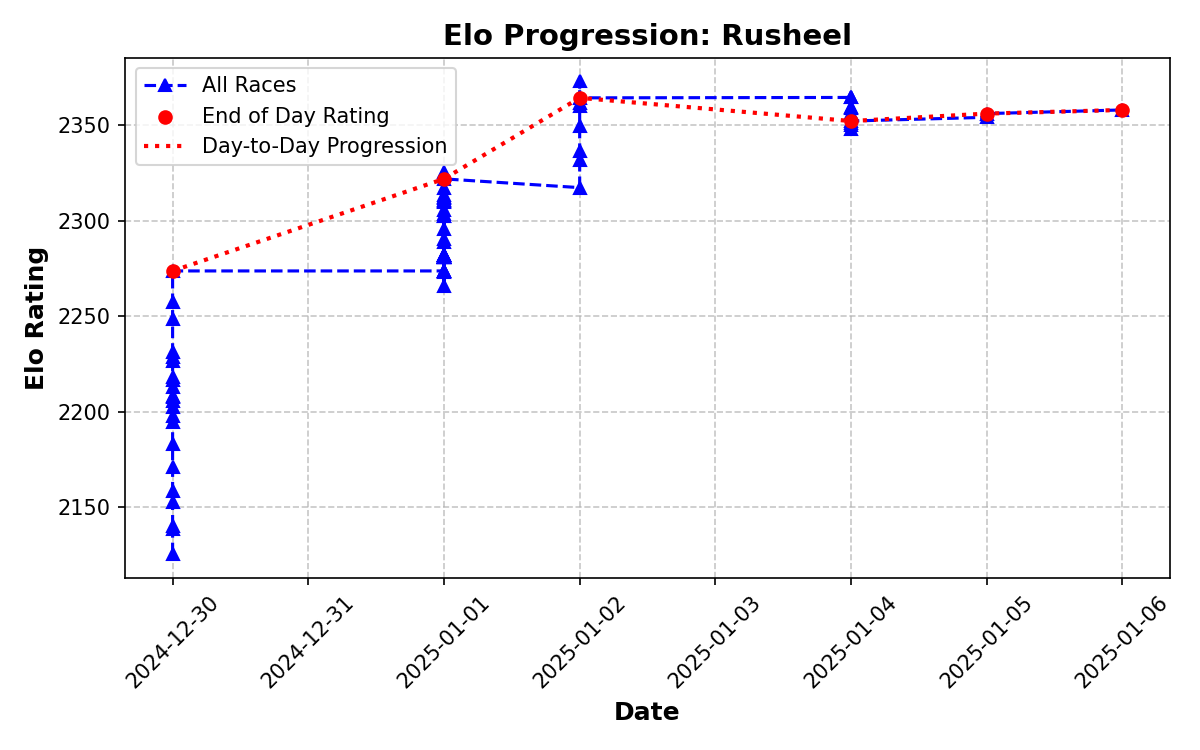 Elo Progression: Rusheel
All Races
End of Day Rating
Day-to-Day Progression
Elo Rating
2350
2300
2250
2200
2150
2024-12-30
2024-12-31
2025-01-01
2025-01-02
2025-01-03
2025-01-04
2025-01-05
2025-01-06
Date